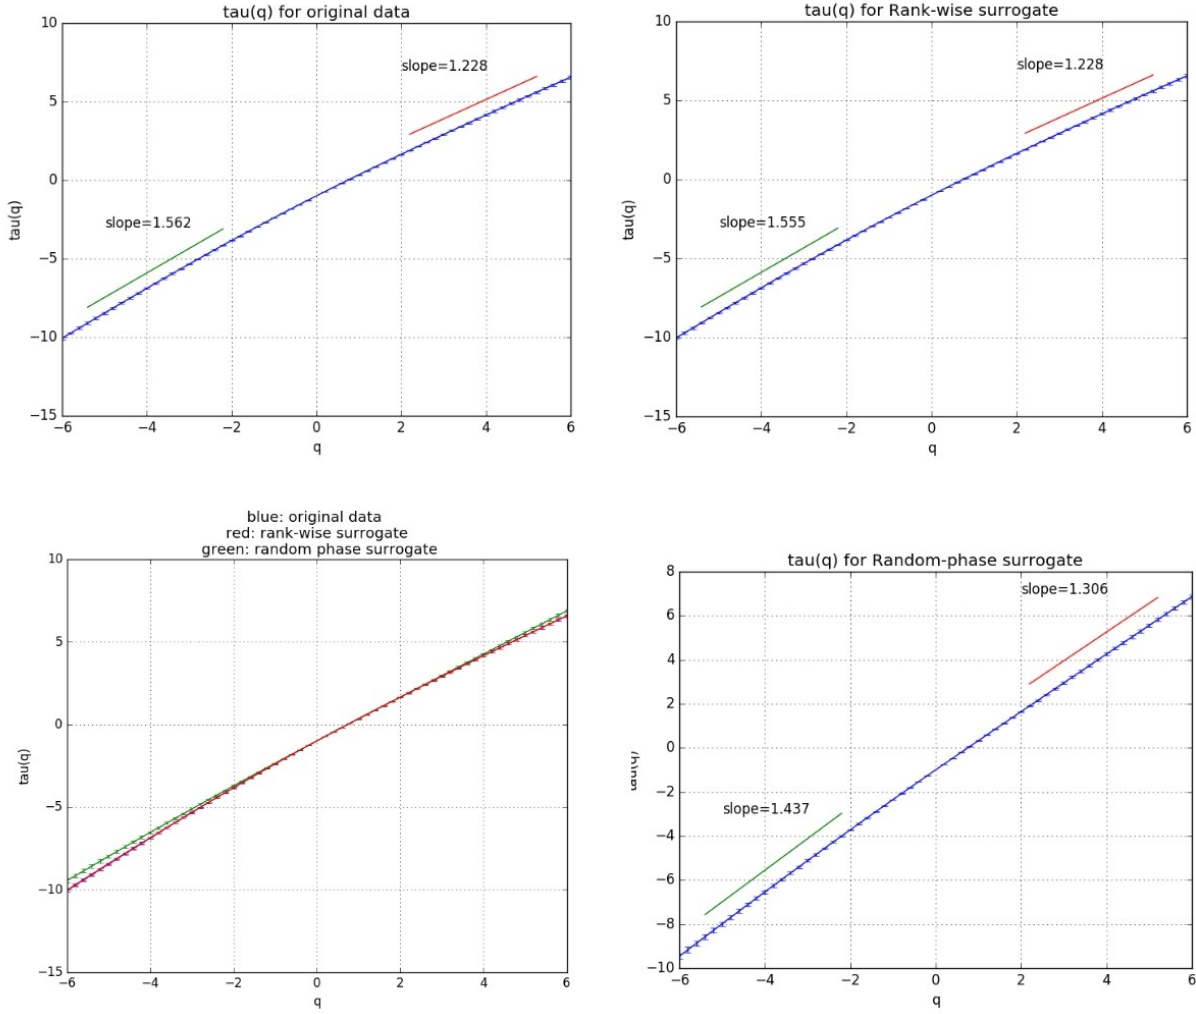 tau(q) for original data
10
5
0
−5
−10
−15
tau(q)
slope=1.228
slope=1.562
−6 −4 −2 0 2 4 6
q
tau(q) for Rank-wise surrogate
10
5
0
−5
−10
−15
tau(q)
slope=1.228
slope=1.555
−6 −4 −2 0 2 4 6
q
blue: original data
red: rank-wise surrogate
green: random phase surrogate
10
5
0
−5
−10
−15
tau(q)
−6 −4 −2 0 2 4 6
q
tau(q) for Random-phase surrogate
8
6
4
2
0
−2
−4
−6
−8
−10
slope=1.306
slope=1.437
−6 −4 −2 0 2 4 6
q